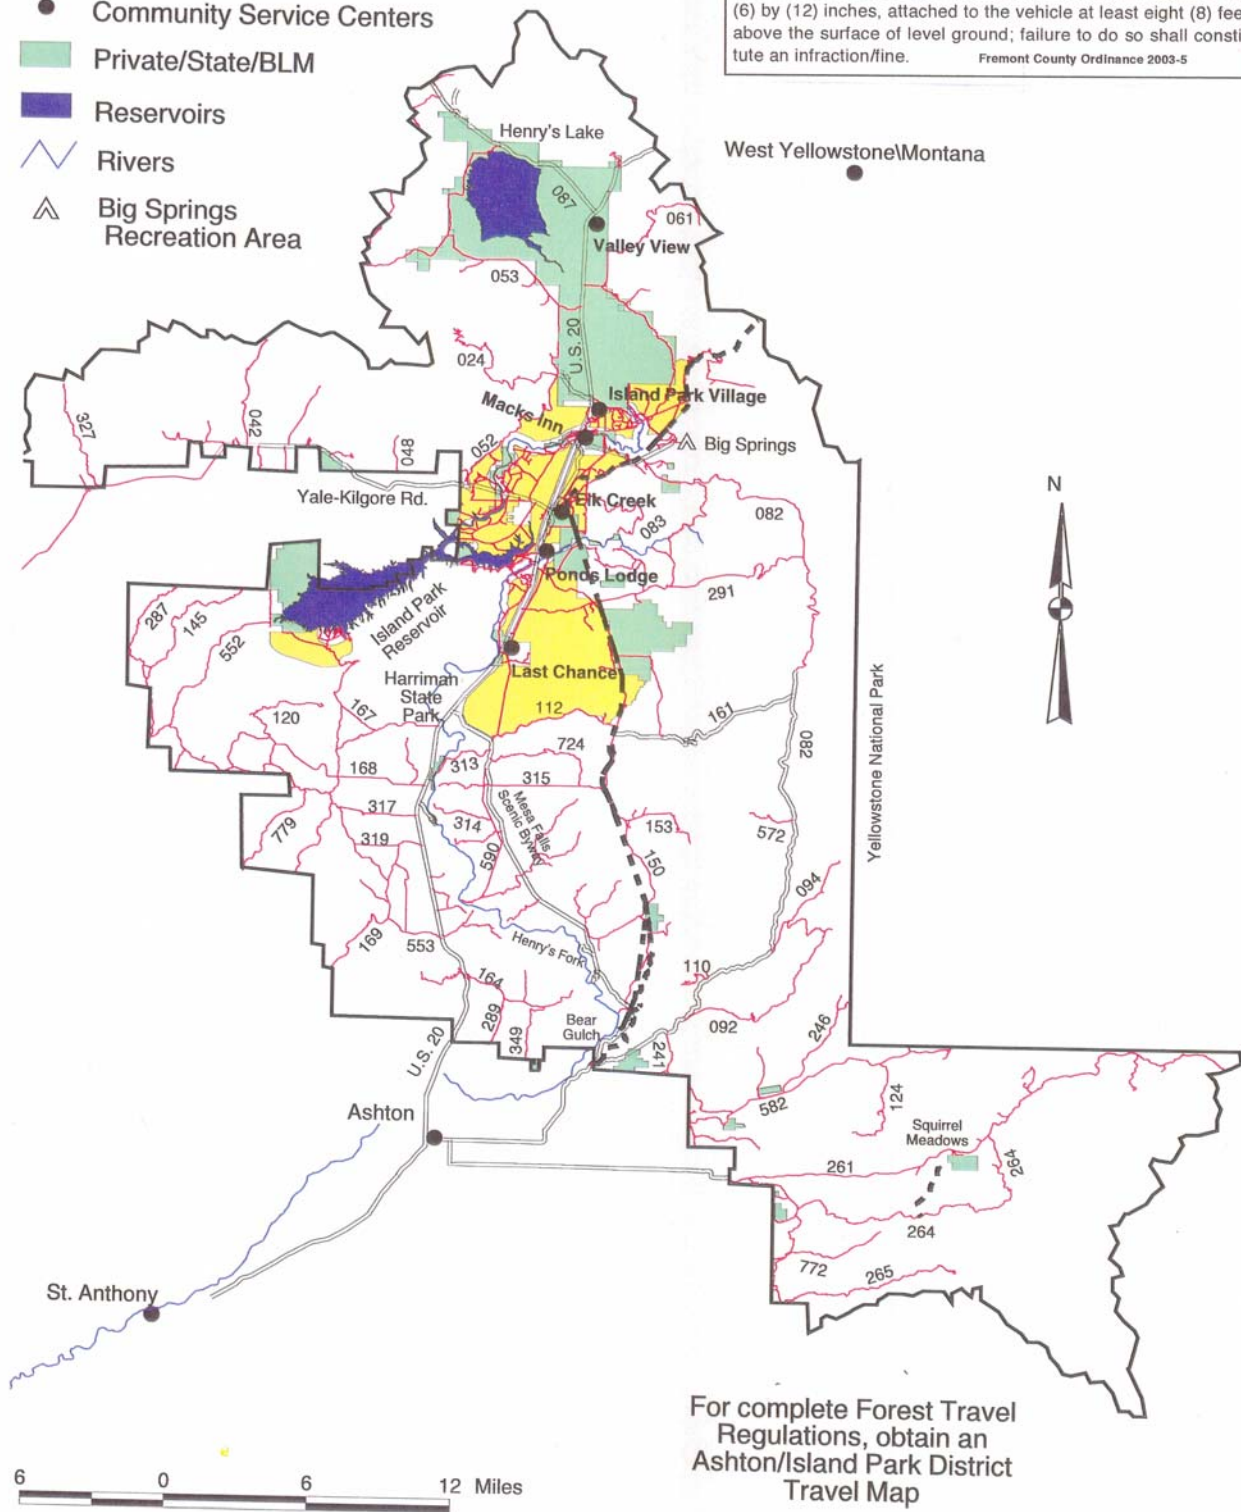 Community Service Centers
Private/State/BLM
Reservoirs
Rivers
Big Springs
Recreation Area
(6) by (12) inches, attached to the vehicle at least eight (8) fee
above the surface of level ground; failure to do so shall consti
tute an infraction/fine. Fremont County Ordinance 2003-5
West Yellowstone\Montana
Henry's Lake
087
061
Valley View
053
U.S. 20
024
Island Park Village
Macks Inn
327
042
048
052
Big Springs
Yale-Kilgore Rd.
Elk Creek
083
082
N
Ponds Lodge
291
287
145
552
Island Park
Reservoir
Harriman
State
Park
Last Chance
112
161
120
167
724
082
Yellowstone National Park
168
313
315
317
314
Mesa Falls
Scenic Byway
779
319
590
153
572
150
094
169
553
Henry's Fork
110
164
289
349
Bear
Gulch
092
246
241
U.S. 20
Ashton
582
124
Squirrel
Meadows
261
264
264
772
265
St. Anthony
For complete Forest Travel
Regulations, obtain an
Ashton/Island Park District
Travel Map
6 0 6 12 Miles